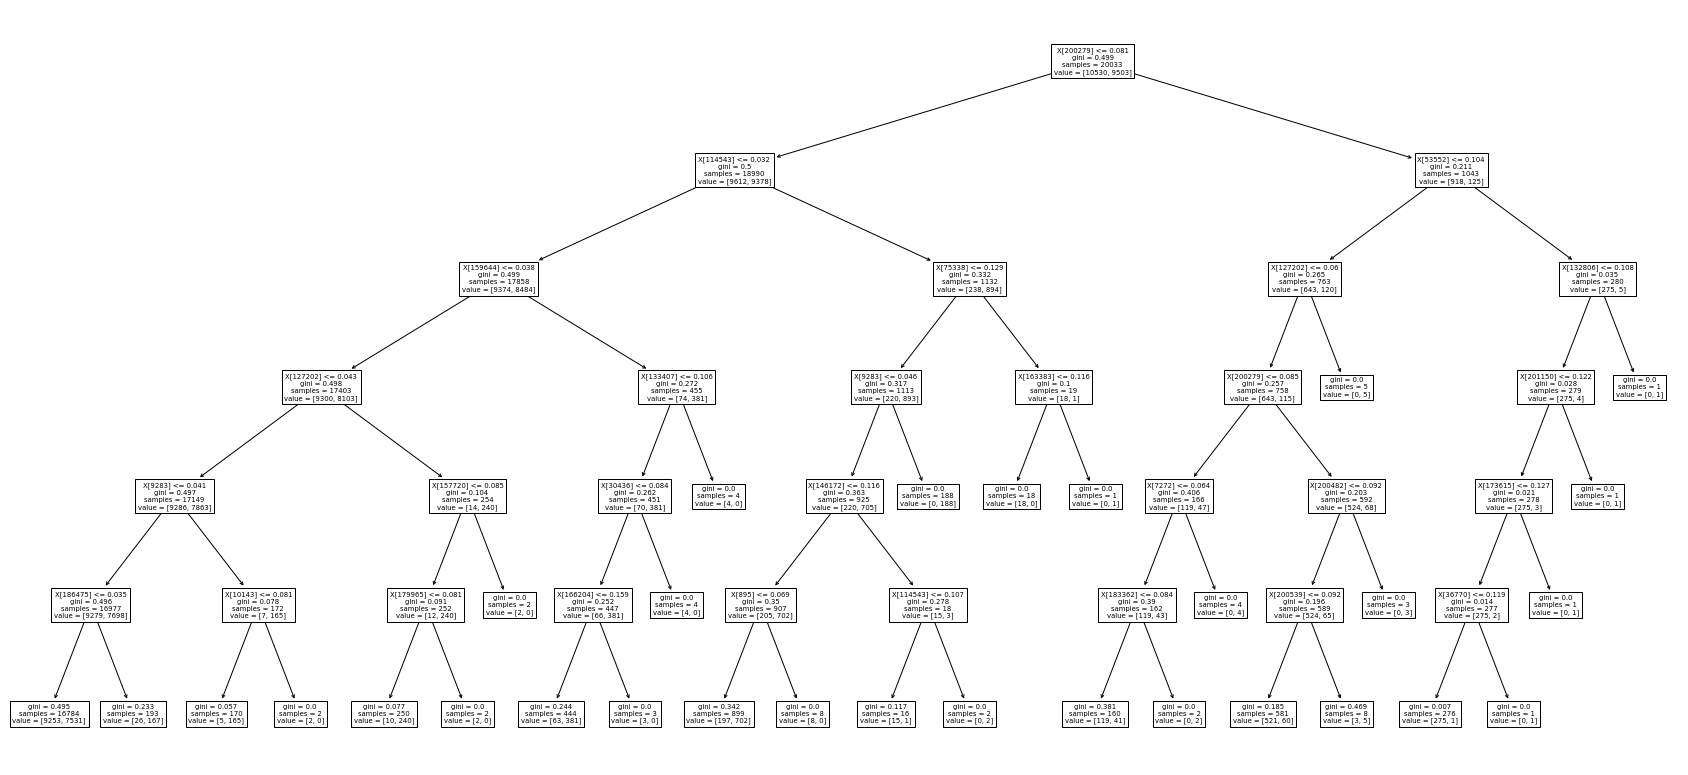 X[200279] <= 0.081
gini = 0.499
samples = 20033
value = [10530, 9503]
X[114543] <= 0.032
gini = 0.5
samples = 18990
value = [9612, 9378]
X[53552] <= 0.104
gini = 0.211
samples = 1043
value = [918, 125]
X[159644] <= 0.038
gini = 0.499
samples = 17858
value = [9374, 8484]
X[75338] <= 0.129
gini = 0.332
samples = 1132
value = [238, 894]
X[127202] <= 0.06
gini = 0.265
samples = 763
value = [643, 120]
X[132806] <= 0.108
gini = 0.035
samples = 280
value = [275, 5]
X[127202] <= 0.043
gini = 0.498
samples = 17403
value = [9300, 8103]
X[133407] <= 0.106
gini = 0.272
samples = 455
value = [74, 381]
X[9283] <= 0.046
gini = 0.317
samples = 1113
value = [220, 893]
X[163383] <= 0.116
gini = 0.1
samples = 19
value = [18, 1]
X[200279] <= 0.085
gini = 0.257
samples = 758
value = [643, 115]
gini = 0.0
samples = 5
value = [0, 5]
X[201150] <= 0.122
gini = 0.028
samples = 279
value = [275, 4]
gini = 0.0
samples = 1
value = [0, 1]
X[9283] <= 0.041
gini = 0.497
samples = 17149
value = [9286, 7863]
X[157720] <= 0.085
gini = 0.104
samples = 254
value = [14, 240]
X[30436] <= 0.084
gini = 0.262
samples = 451
value = [70, 381]
gini = 0.0
samples = 4
value = [4, 0]
X[146172] <= 0.116
gini = 0.363
samples = 925
value = [220, 705]
gini = 0.0
samples = 188
value = [0, 188]
gini = 0.0
samples = 18
value = [18, 0]
gini = 0.0
samples = 1
value = [0, 1]
X[7272] <= 0.064
gini = 0.406
samples = 166
value = [119, 47]
X[200482] <= 0.092
gini = 0.203
samples = 592
value = [524, 68]
X[173615] <= 0.127
gini = 0.021
samples = 278
value = [275, 3]
gini = 0.0
samples = 1
value = [0, 1]
X[186475] <= 0.035
gini = 0.496
samples = 16977
value = [9279, 7698]
X[10143] <= 0.081
gini = 0.078
samples = 172
value = [7, 165]
X[179965] <= 0.081
gini = 0.091
samples = 252
value = [12, 240]
gini = 0.0
samples = 2
value = [2, 0]
X[166204] <= 0.159
gini = 0.252
samples = 447
value = [66, 381]
gini = 0.0
samples = 4
value = [4, 0]
X[895] <= 0.069
gini = 0.35
samples = 907
value = [205, 702]
X[114543] <= 0.107
gini = 0.278
samples = 18
value = [15, 3]
X[183362] <= 0.084
gini = 0.39
samples = 162
value = [119, 43]
gini = 0.0
samples = 4
value = [0, 4]
X[200539] <= 0.092
gini = 0.196
samples = 589
value = [524, 65]
gini = 0.0
samples = 3
value = [0, 3]
X[36770] <= 0.119
gini = 0.014
samples = 277
value = [275, 2]
gini = 0.0
samples = 1
value = [0, 1]
gini = 0.495
samples = 16784
value = [9253, 7531]
gini = 0.233
samples = 193
value = [26, 167]
gini = 0.057
samples = 170
value = [5, 165]
gini = 0.0
samples = 2
value = [2, 0]
gini = 0.077
samples = 250
value = [10, 240]
gini = 0.0
samples = 2
value = [2, 0]
gini = 0.244
samples = 444
value = [63, 381]
gini = 0.0
samples = 3
value = [3, 0]
gini = 0.342
samples = 899
value = [197, 702]
gini = 0.0
samples = 8
value = [8, 0]
gini = 0.117
samples = 16
value = [15, 1]
gini = 0.0
samples = 2
value = [0, 2]
gini = 0.381
samples = 160
value = [119, 41]
gini = 0.0
samples = 2
value = [0, 2]
gini = 0.185
samples = 581
value = [521, 60]
gini = 0.469
samples = 8
value = [3, 5]
gini = 0.007
samples = 276
value = [275, 1]
gini = 0.0
samples = 1
value = [0, 1]